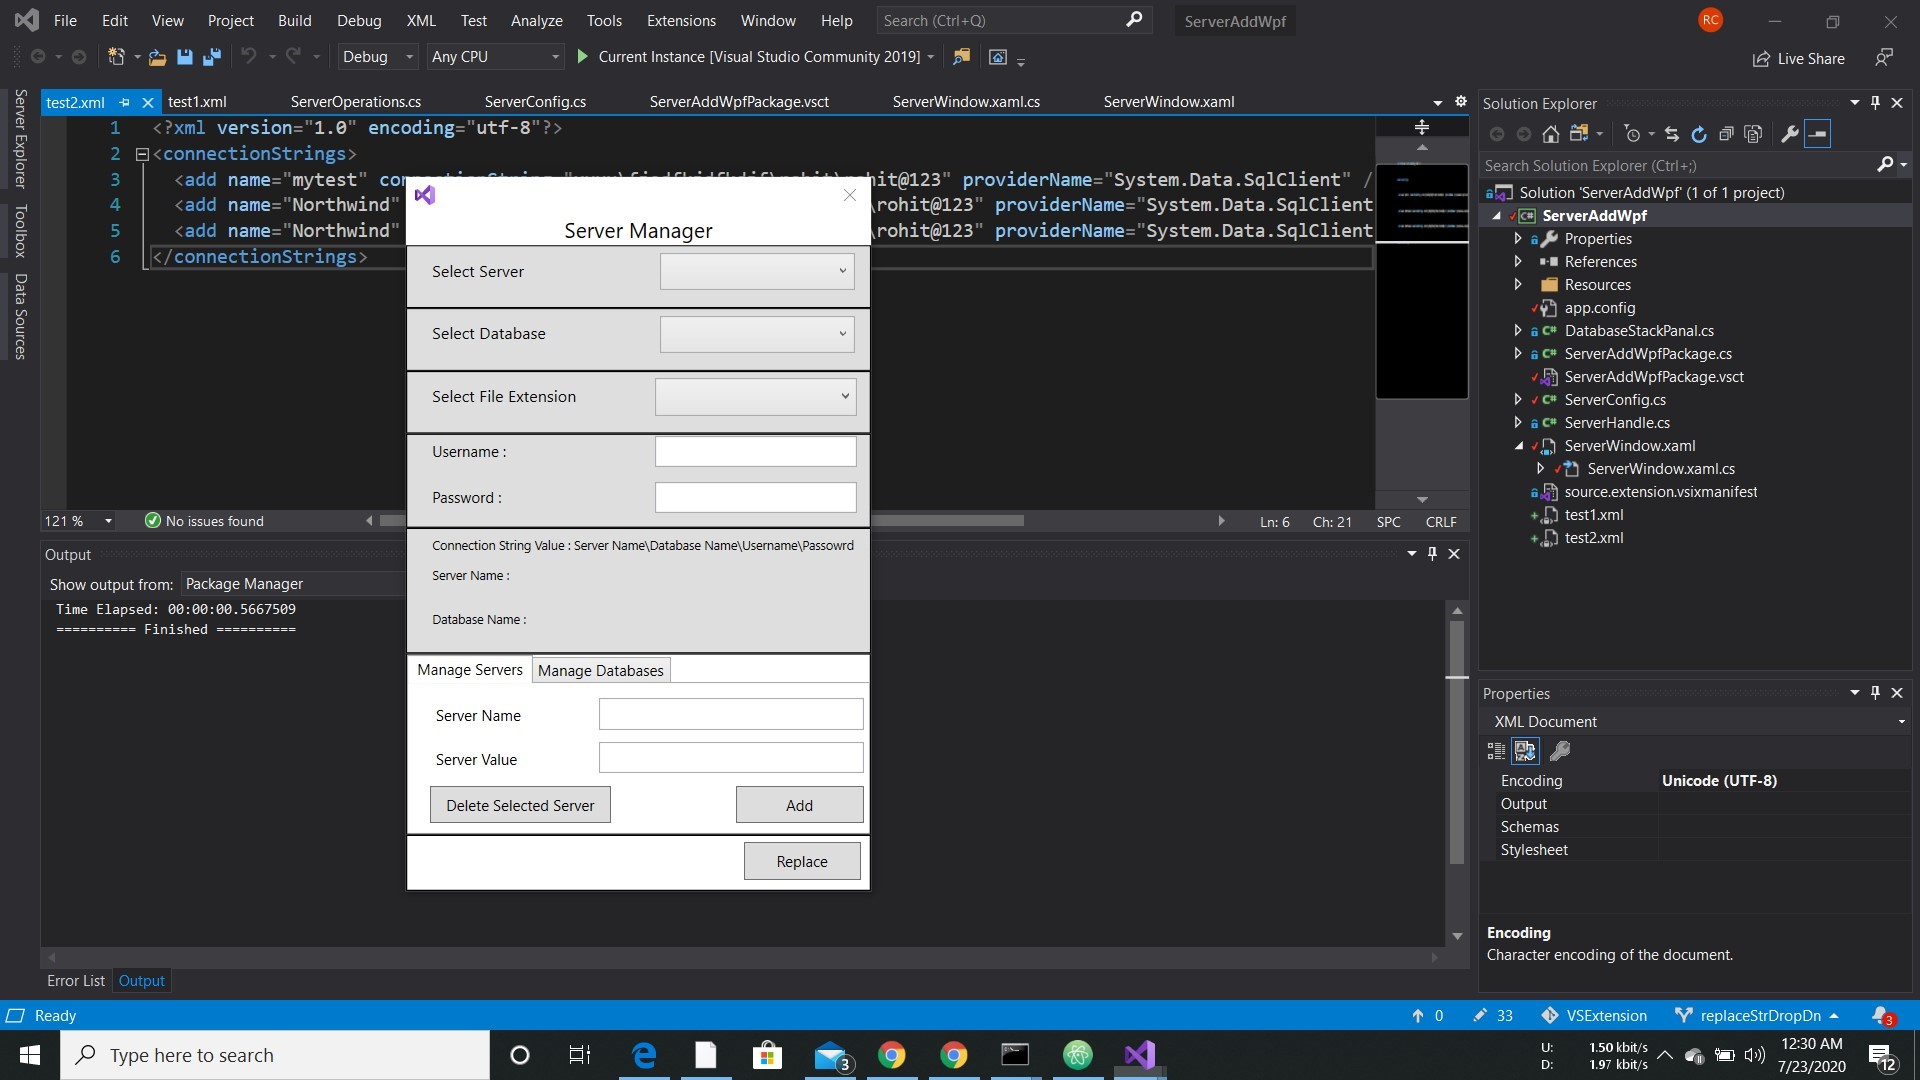 File Edit View Project Build Debug XML Test Analyze Tools Extensions Window Help Search (Ctrl+Q) ServerAddWpf RC
Debug Any CPU Current Instance [Visual Studio Community 2019] Live Share
Server Explorer
Toolbox
Data Sources
test2.xml test1.xml ServerOperations.cs ServerConfig.cs ServerAddWpfPackage.vsct ServerWindow.xaml.cs ServerWindow.xaml
1 <?xml version="1.0" encoding="utf-8"?>
2 <connectionStrings>
3 <add name="mytest" hit@123" providerName="System.Data.SqlClient" /
4 <add name="Northwind" \rohit@123" providerName="System.Data.SqlClient
5 <add name="Northwind" \rohit@123" providerName="System.Data.SqlClient
6 </connectionStrings>
121 % No issues found Ln: 6 Ch: 21 SPC CRLF
Server Manager
Select Server
Select Database
Select File Extension
Username :
Password :
Connection String Value : Server Name\Database Name\Username\Passowrd
Server Name :
Database Name :
Manage Servers Manage Databases
Server Name
Server Value
Delete Selected Server Add
Replace
Output
Show output from: Package Manager
Time Elapsed: 00:00:00.5667509
========== Finished ==========
Error List Output
Solution Explorer
Search Solution Explorer (Ctrl+;)
Solution 'ServerAddWpf' (1 of 1 project)
ServerAddWpf
Properties
References
Resources
app.config
DatabaseStackPanal.cs
ServerAddWpfPackage.cs
ServerAddWpfPackage.vsct
ServerConfig.cs
ServerHandle.cs
ServerWindow.xaml
ServerWindow.xaml.cs
source.extension.vsixmanifest
test1.xml
test2.xml
Properties
XML Document
Encoding Unicode (UTF-8)
Output
Schemas
Stylesheet
Encoding
Character encoding of the document.
Ready 0 33 VSExtension replaceStrDropDn 3
Type here to search 3 U: 1.50 kbit/s 12:30 AM
D: 1.97 kbit/s 7/23/2020 12